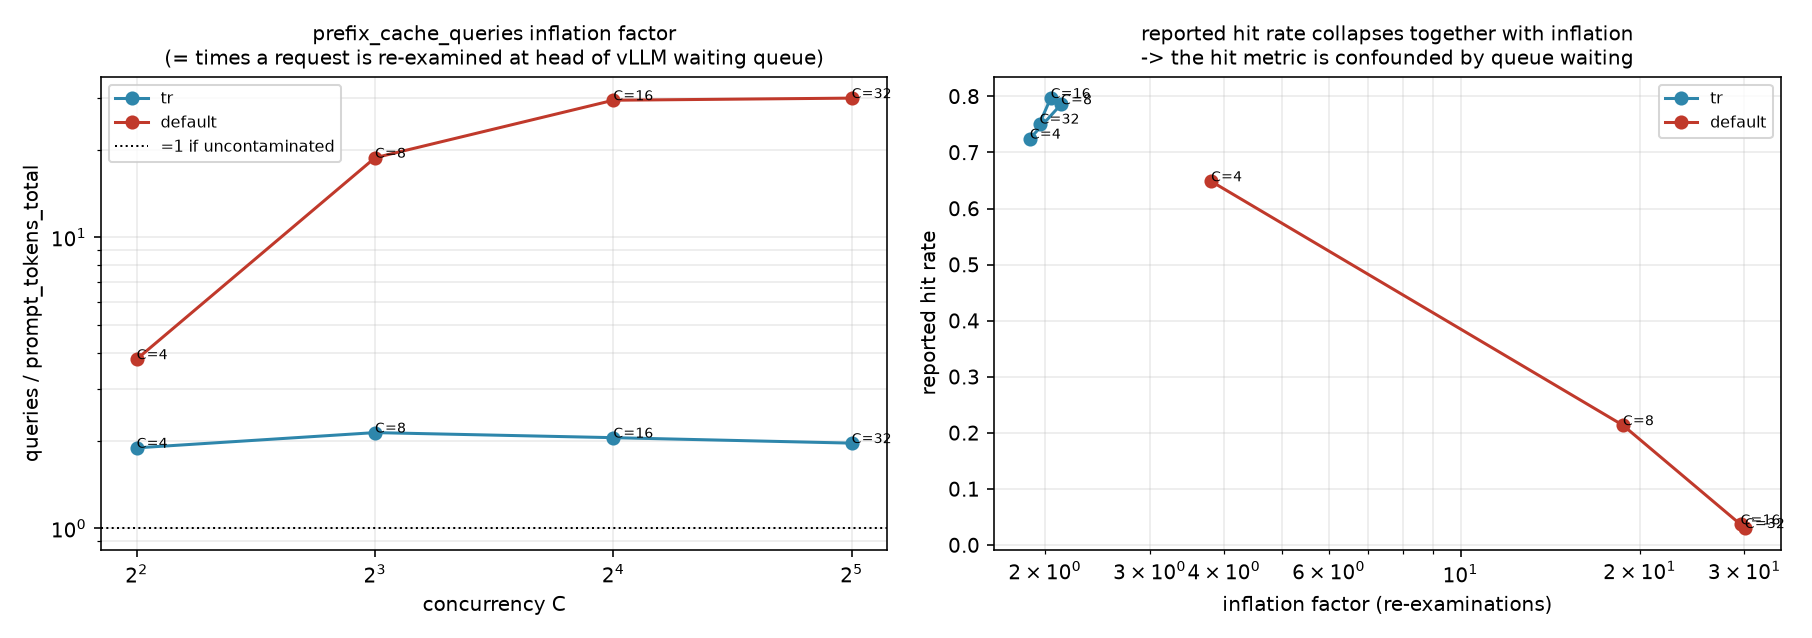 prefix_cache_queries inflation factor
(= times a request is re-examined at head of vLLM waiting queue)
tr
default
=1 if uncontaminated
C=4
C=8
C=16
C=32
C=4
C=8
C=16
C=32
10¹
10⁰
queries / prompt_tokens_total
2²
2³
2⁴
2⁵
concurrency C
reported hit rate collapses together with inflation
-> the hit metric is confounded by queue waiting
tr
default
C=16
C=8
C=32
C=4
C=4
C=8
C=16
C=32
0.8
0.7
0.6
0.5
0.4
0.3
0.2
0.1
0.0
reported hit rate
2 × 10⁰
3 × 10⁰
4 × 10⁰
6 × 10⁰
10¹
2 × 10¹
3 × 10¹
inflation factor (re-examinations)